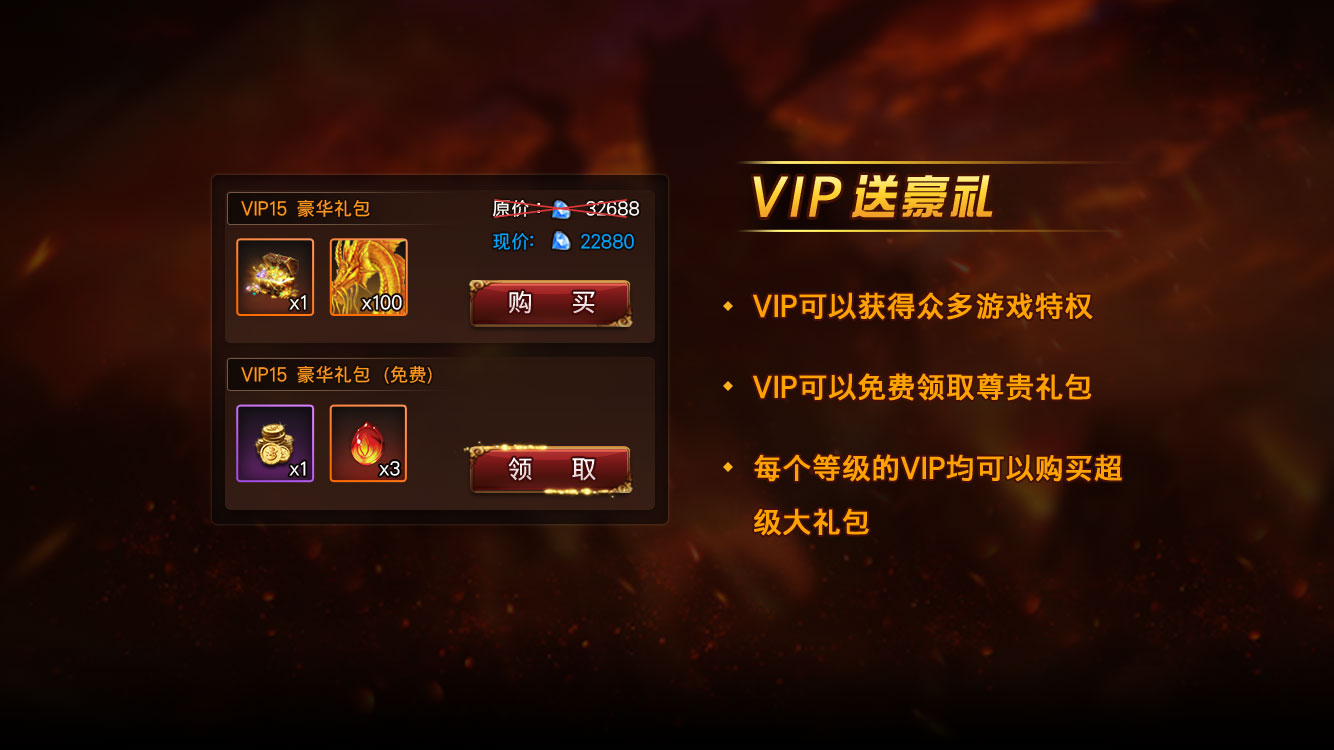 VIP15 豪华礼包
原价: 32688
现价: 22880
x1
x100
购 买
VIP15 豪华礼包 (免费)
x1
x3
领 取
VIP送豪礼
VIP可以获得众多游戏特权
VIP可以免费领取尊贵礼包
每个等级的VIP均可以购买超
级大礼包